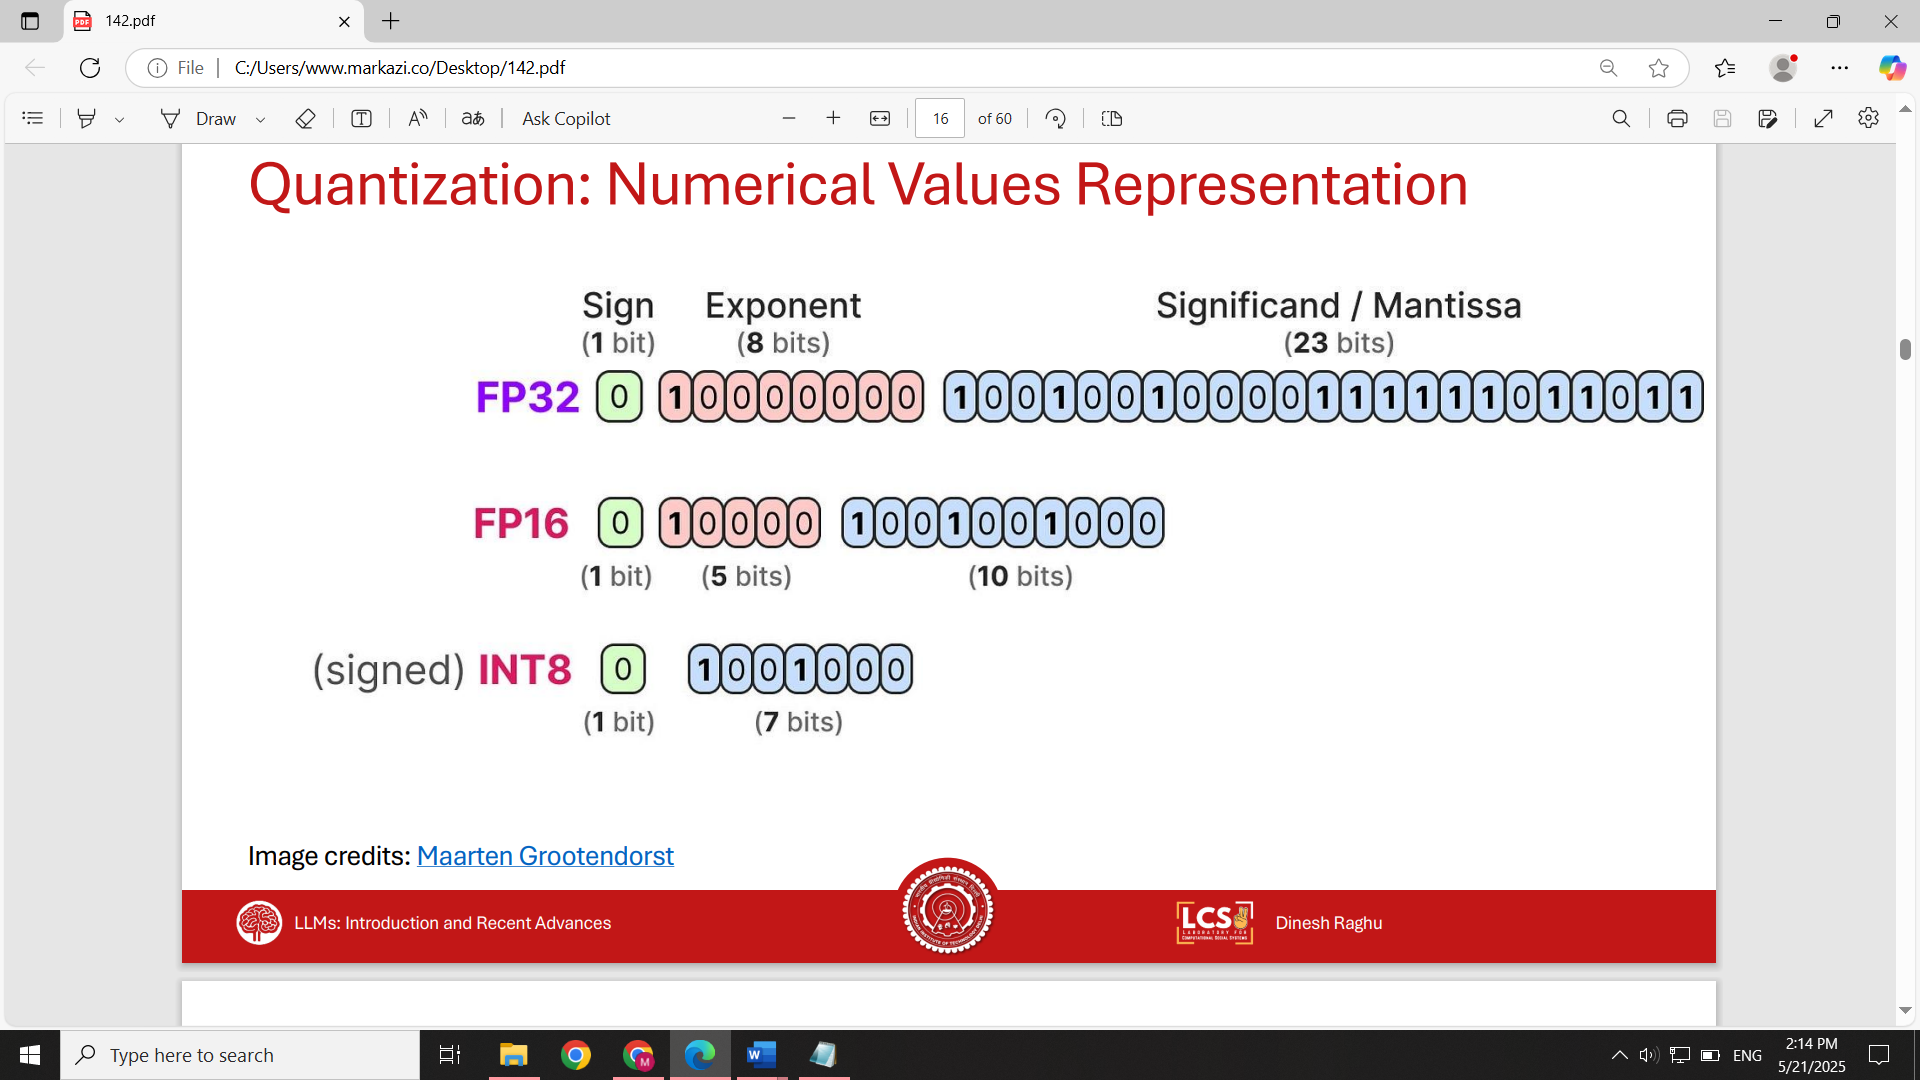 142.pdf
File
C:/Users/www.markazi.co/Desktop/142.pdf
Draw
Ask Copilot
16 of 60
Quantization: Numerical Values Representation
Sign Exponent Significand / Mantissa
(1 bit) (8 bits) (23 bits)
FP32 0 10000000 10010010000111111011011
FP16 0 10000 1001001000
(1 bit) (5 bits) (10 bits)
(signed) INT8 0 1001000
(1 bit) (7 bits)
Image credits: Maarten Grootendorst
LLMs: Introduction and Recent Advances
LCS
Dinesh Raghu
Type here to search
ENG
2:14 PM
5/21/2025